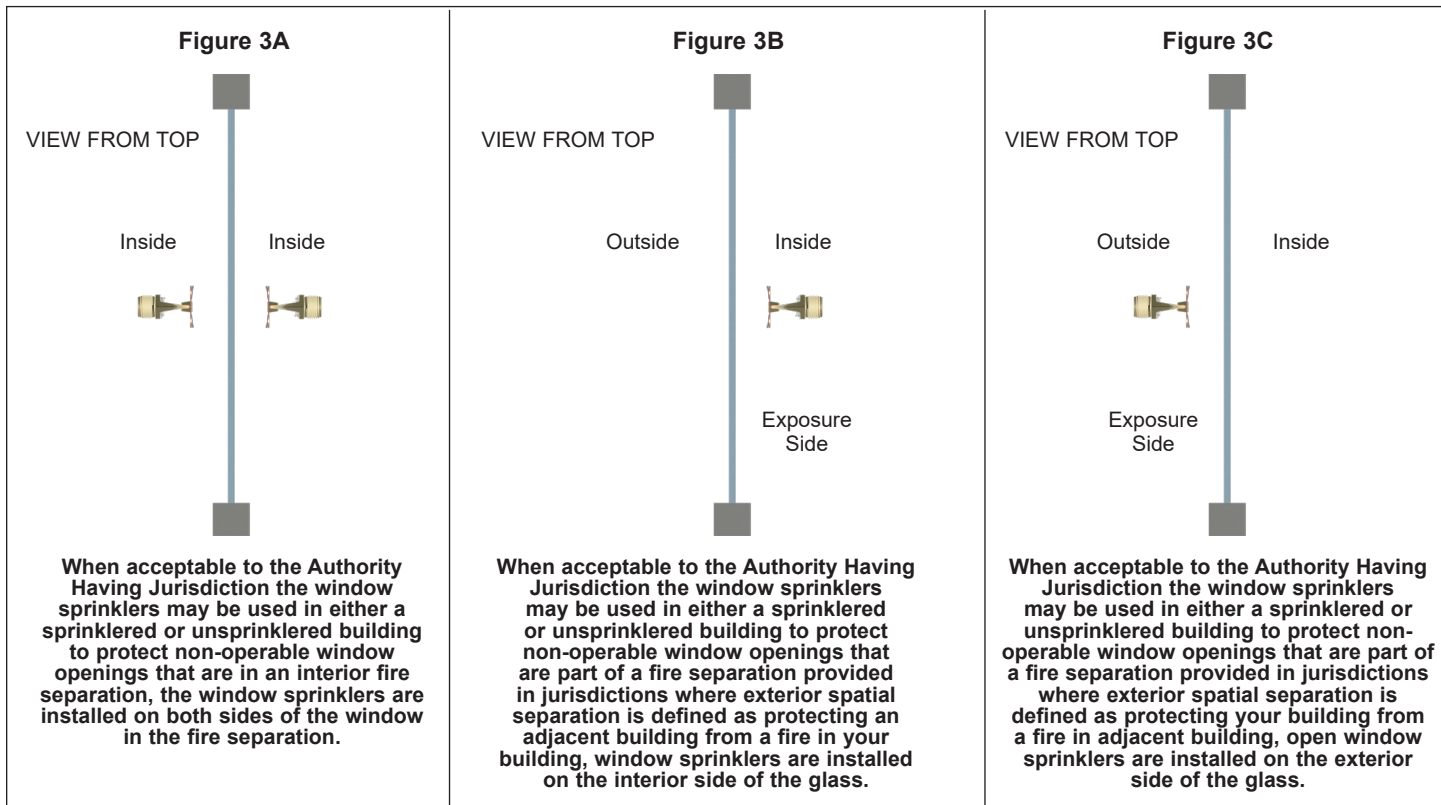 Figure 3A
VIEW FROM TOP
Inside
Inside
When acceptable to the Authority
Having Jurisdiction the window
sprinklers may be used in either a
sprinklered or unsprinklered building
to protect non-operable window
openings that are in an interior fire
separation, the window sprinklers are
installed on both sides of the window
in the fire separation.
Figure 3B
VIEW FROM TOP
Outside
Inside
Exposure
Side
When acceptable to the Authority Having
Jurisdiction the window sprinklers
may be used in either a sprinklered
or unsprinklered building to protect
non-operable window openings that
are part of a fire separation provided
in jurisdictions where exterior spatial
separation is defined as protecting an
adjacent building from a fire in your
building, window sprinklers are installed
on the interior side of the glass.
Figure 3C
VIEW FROM TOP
Outside
Inside
Exposure
Side
When acceptable to the Authority Having
Jurisdiction the window sprinklers
may be used in either a sprinklered or
unsprinklered building to protect non-
operable window openings that are part of
a fire separation provided in jurisdictions
where exterior spatial separation is
defined as protecting your building from
a fire in adjacent building, open window
sprinklers are installed on the exterior
side of the glass.